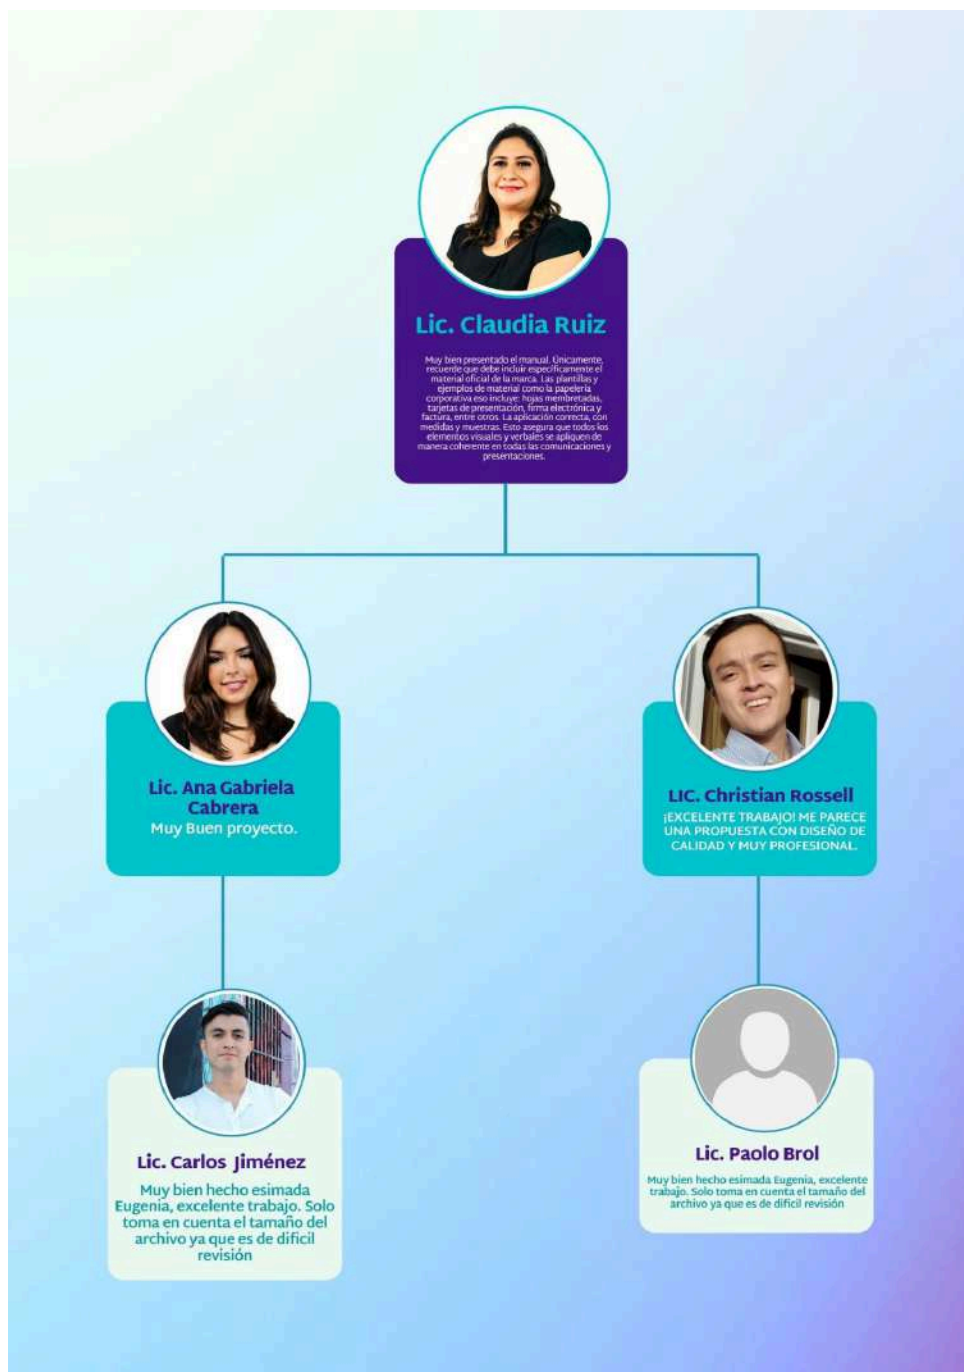 Lic. Claudia Ruiz
Muy bien presentado el manual. Únicamente,
recuerde que debe incluir específicamente el
material oficial de la marca. Las plantillas y
ejemplos de material como la papelería
corporativa eso incluye: hojas membretadas,
tarjetas de presentación, firma electrónica y
factura, entre otros. La aplicación correcta, con
medidas y muestras. Esto asegura que todos los
elementos visuales y verbales se apliquen de
manera coherente en todas las comunicaciones y
presentaciones.
Lic. Ana Gabriela
Cabrera
Muy Buen proyecto.
LIC. Christian Rossell
¡EXCELENTE TRABAJO! ME PARECE
UNA PROPUESTA CON DISEÑO DE
CALIDAD Y MUY PROFESIONAL.
Lic. Carlos Jiménez
Muy bien hecho esimada
Eugenia, excelente trabajo. Solo
toma en cuenta el tamaño del
archivo ya que es de dificil
revisión
Lic. Paolo Brol
Muy bien hecho esimada Eugenia, excelente
trabajo. Solo toma en cuenta el tamaño del
archivo ya que es de dificil revisión